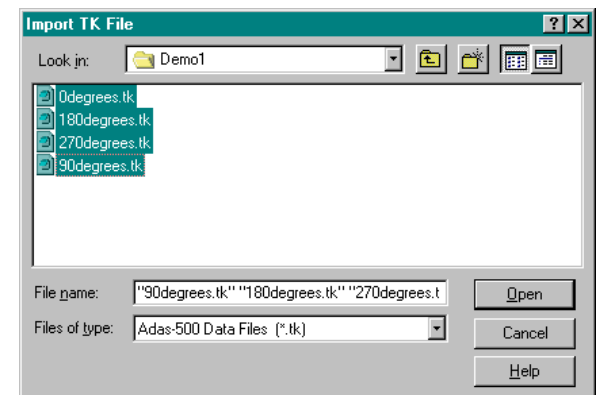 Import TK File
Look in: Demo1
0degrees.tk
180degrees.tk
270degrees.tk
90degrees.tk
File name: "90degrees.tk" "180degrees.tk" "270degrees.t Open
Files of type: Adas-500 Data Files (*.tk) Cancel
Help